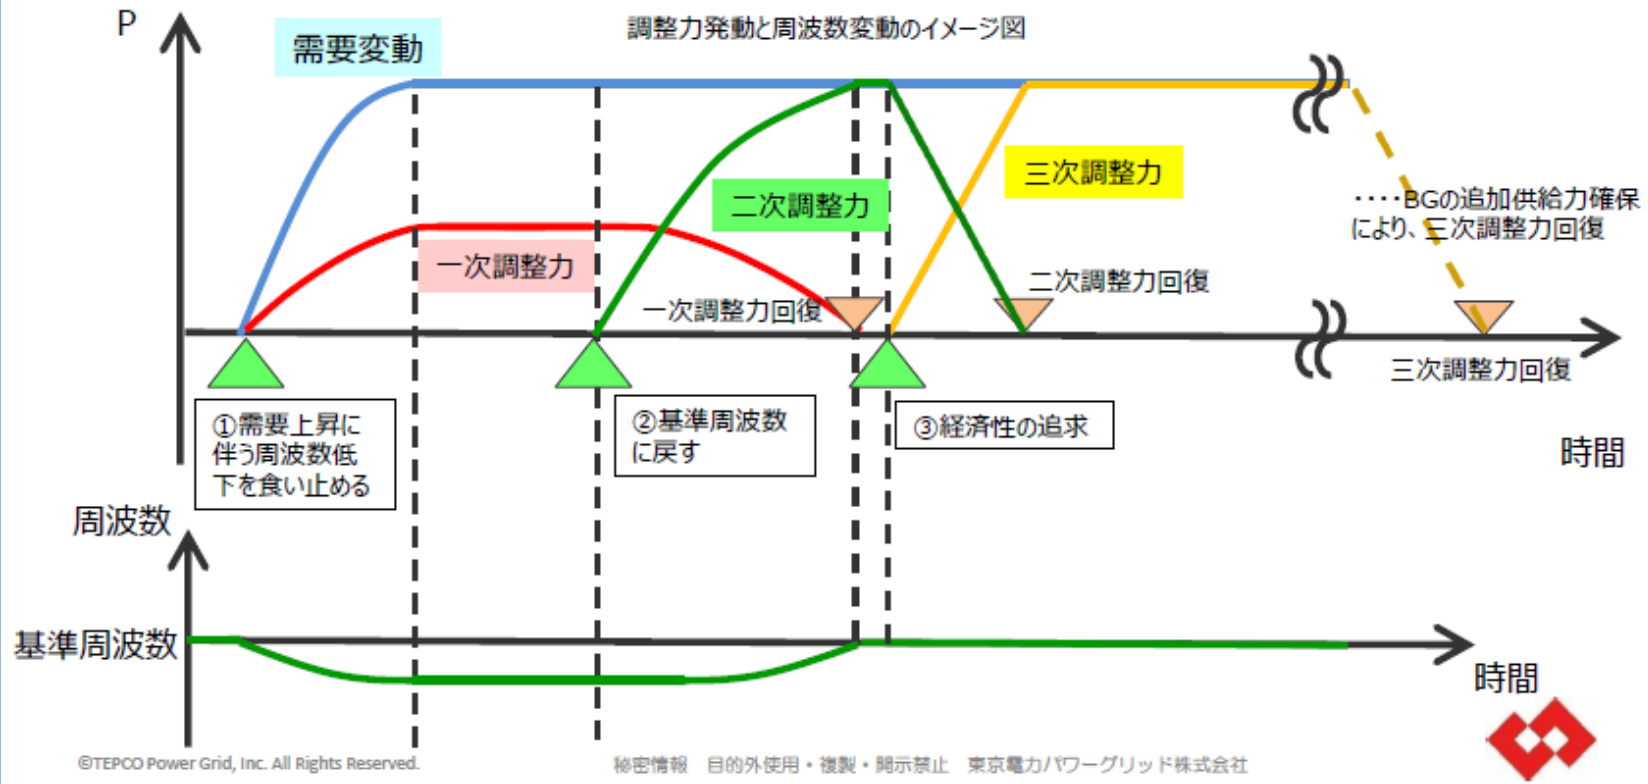 P
調整力発動と周波数変動のイメージ図
需要変動
三次調整力
二次調整力
・・・・BGの追加供給力確保
により、三次調整力回復
一次調整力
二次調整力回復
一次調整力回復
三次調整力回復
①需要上昇に
伴う周波数低
下を食い止める
②基準周波数
に戻す
③経済性の追求
時間
周波数
基準周波数
時間
©TEPCO Power Grid, Inc. All Rights Reserved.
秘密情報 目的外使用・複製・開示禁止 東京電力パワーグリッド株式会社